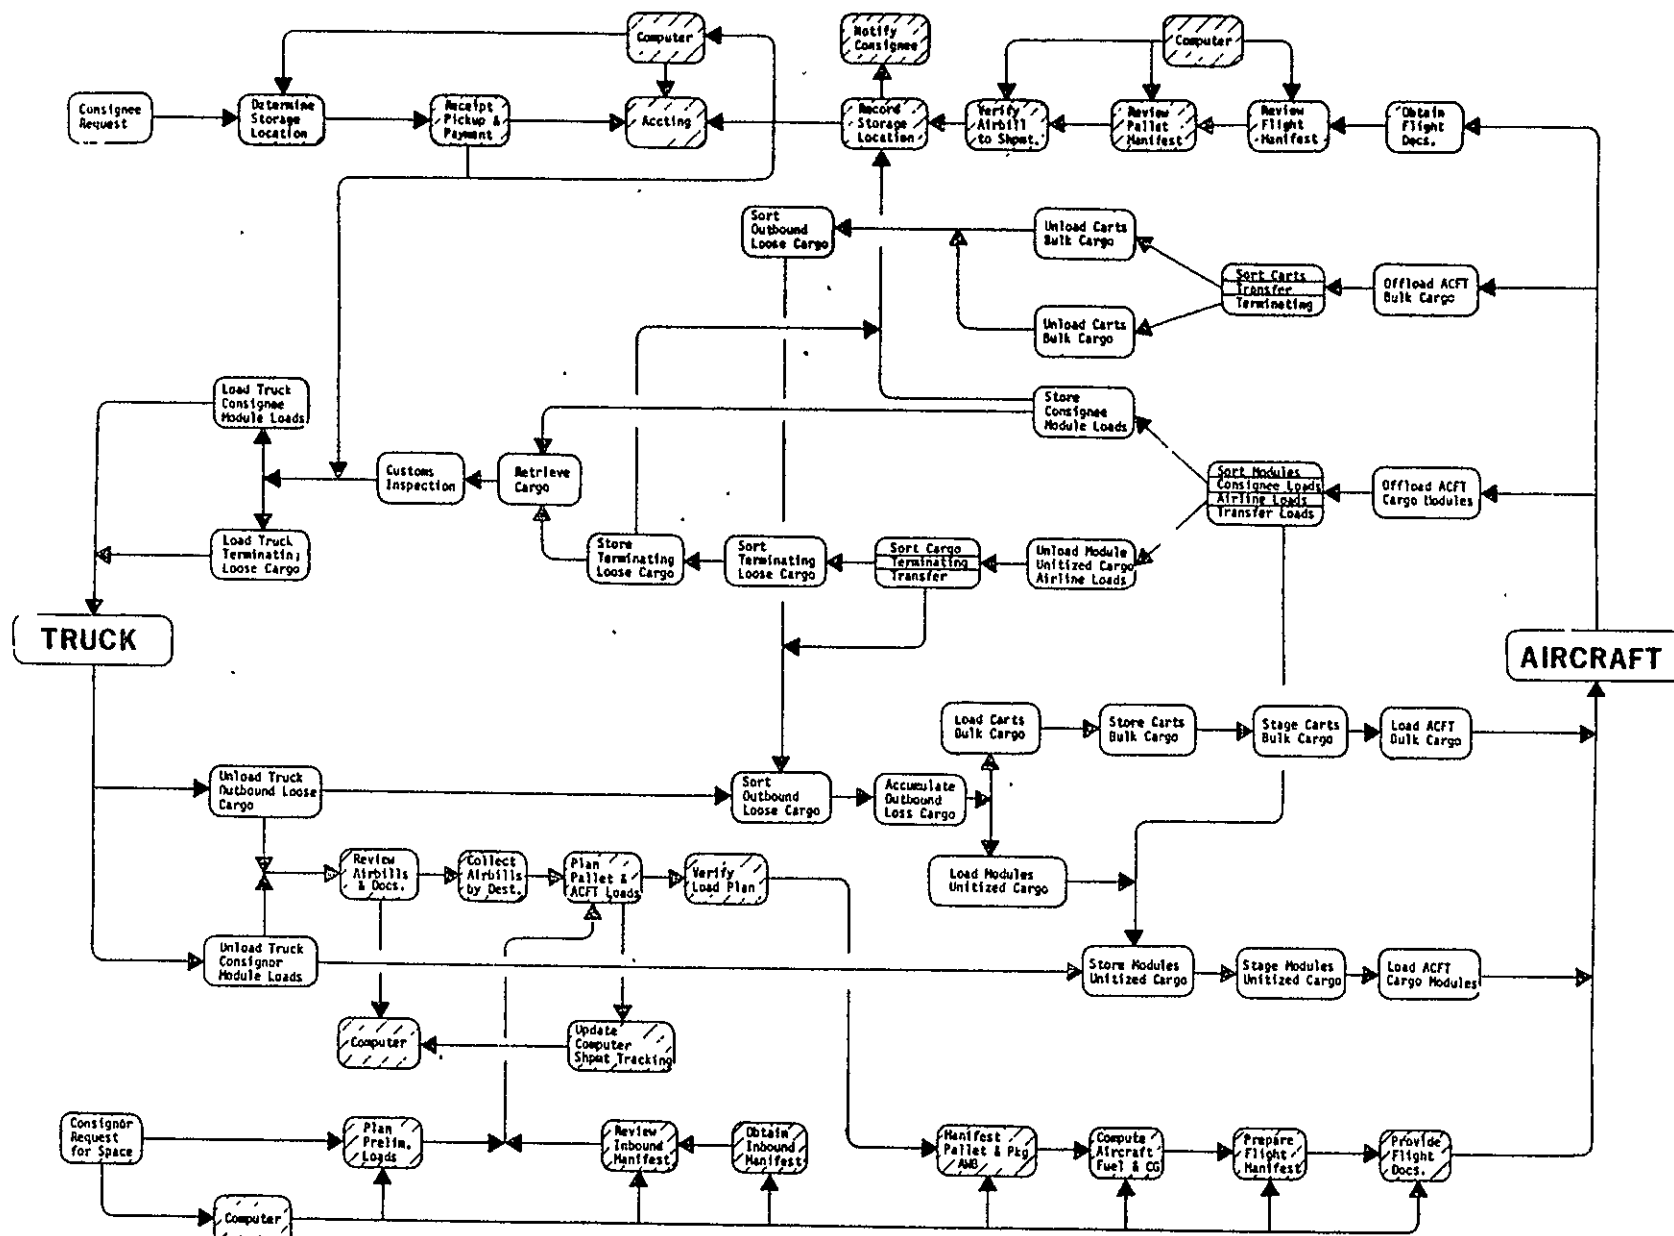 Computer
Notify
Consignee
Computer
Consignee
Request
Determine
Storage
Location
Receipt
Pickup &
Payment
Accting
Record
Storage
Location
Verify
Airbill
to Shpmt.
Review
Pallet
Manifest
Review
Flight
Manifest
Obtain
Flight
Docs.
Sort
Outbound
Loose Cargo
Unload Carts
Bulk Cargo
Sort Carts
Transfer
Terminating
Offload ACFT
Bulk Cargo
Unload Carts
Bulk Cargo
Load Truck
Consignee
Module Loads
Store
Consignee
Module Loads
Customs
Inspection
Retrieve
Cargo
Sort Modules
Consignee Loads
Airline Loads
Transfer Loads
Offload ACFT
Cargo Modules
Load Truck
Terminating
Loose Cargo
Store
Terminating
Loose Cargo
Sort
Terminating
Loose Cargo
Sort Cargo
Terminating
Transfer
Unload Module
Unitized Cargo
Airline Loads
TRUCK
AIRCRAFT
Load Carts
Bulk Cargo
Store Carts
Bulk Cargo
Stage Carts
Bulk Cargo
Load ACFT
Bulk Cargo
Unload Truck
Outbound Loose
Cargo
Sort
Outbound
Loose Cargo
Accumulate
Outbound
Loss Cargo
Review
Airbills
& Docs.
Collect
Airbills
by Dest.
Plan
Pallet &
ACFT Loads
Verify
Load Plan
Load Modules
Unitized Cargo
Unload Truck
Consignor
Module Loads
Store Modules
Unitized Cargo
Stage Modules
Unitized Cargo
Load ACFT
Cargo Modules
Computer
Update
Computer
Shpmt Tracking
Consignor
Request
for Space
Plan
Prelim.
Loads
Review
Inbound
Manifest
Obtain
Inbound
Manifest
Manifest
Pallet & Pkg
AWB
Compute
Aircraft
Fuel & CG
Prepare
Flight
Manifest
Provide
Flight
Docs.
Computer